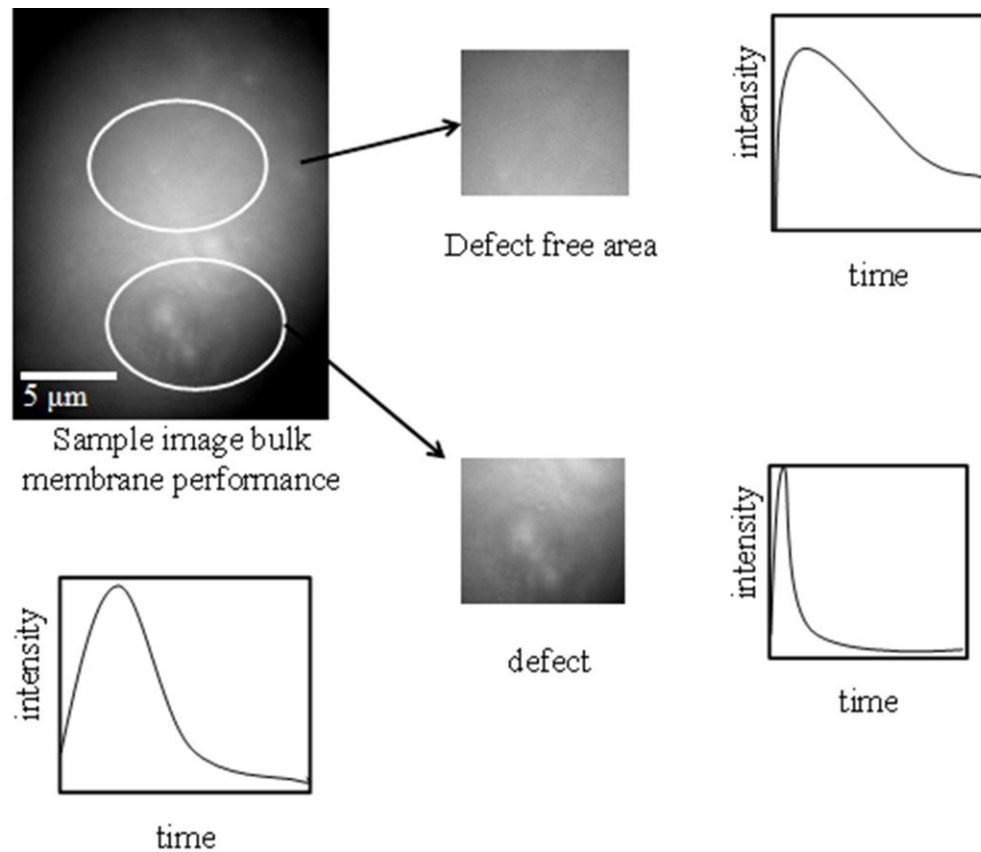 5 μm
Sample image bulk
membrane performance
intensity
time
Defect free area
intensity
time
defect
intensity
time